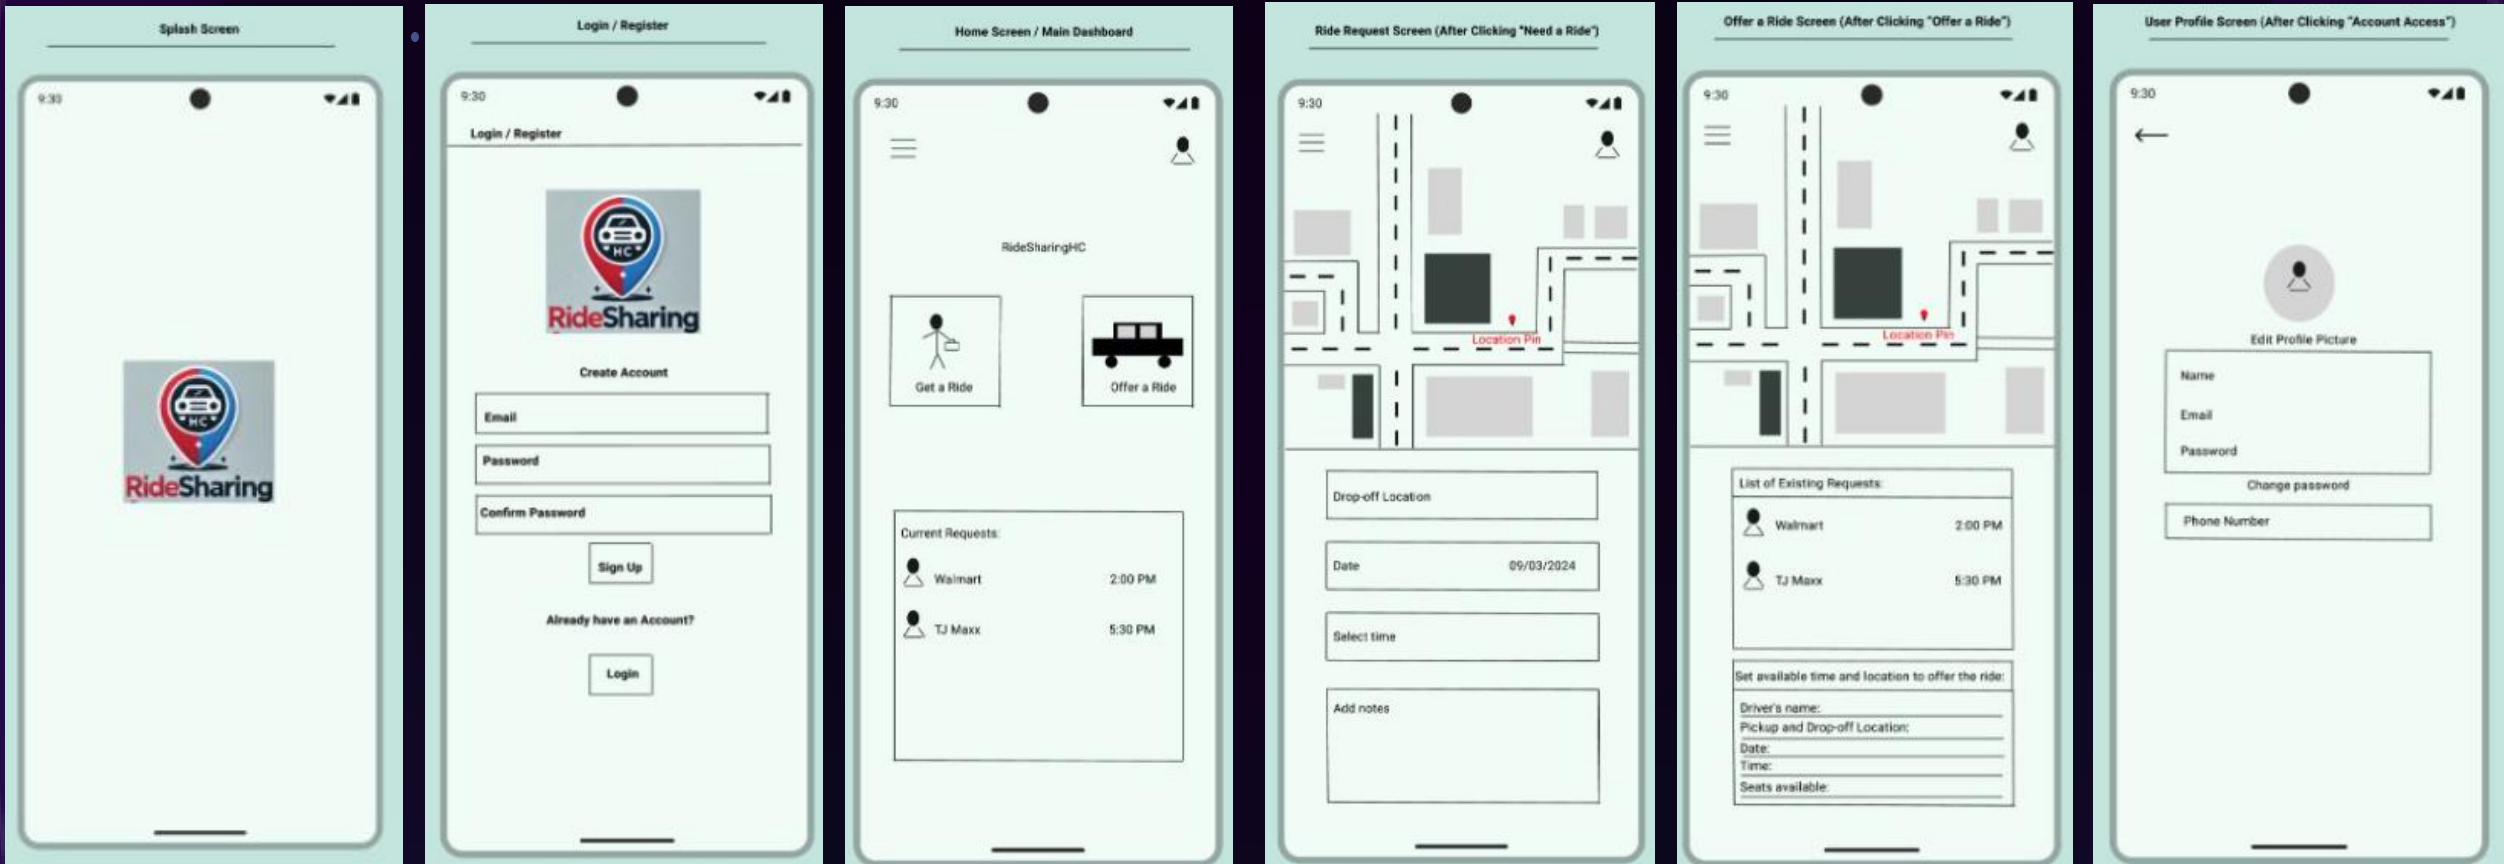 Splash Screen
9:30
HC
RideSharing
Login / Register
9:30
Login / Register
HC
RideSharing
Create Account
Email
Password
Confirm Password
Sign Up
Already have an Account?
Login
Home Screen / Main Dashboard
9:30
RideSharingHC
Get a Ride
Offer a Ride
Current Requests:
Walmart 2:00 PM
TJ Maxx 5:30 PM
Ride Request Screen (After Clicking "Need a Ride")
9:30
Location Pin
Drop-off Location
Date 09/03/2024
Select time
Add notes
Offer a Ride Screen (After Clicking "Offer a Ride")
9:30
Location Pin
List of Existing Requests:
Walmart 2:00 PM
TJ Maxx 5:30 PM
Set available time and location to offer the ride:
Driver's name:
Pickup and Drop-off Location:
Date:
Time:
Seats available:
User Profile Screen (After Clicking "Account Access")
9:30
Edit Profile Picture
Name
Email
Password
Change password
Phone Number